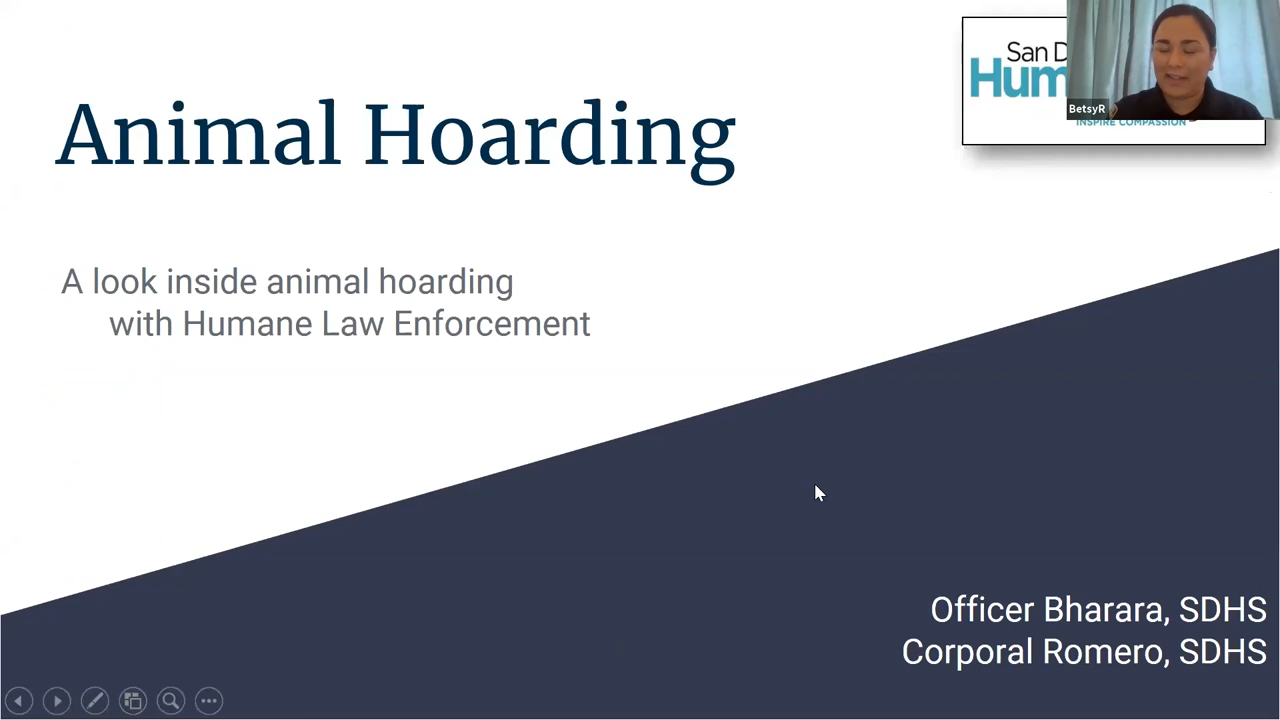 Animal Hoarding
San D
Hum
BetsyR
INSPIRE COMPASSION
A look inside animal hoarding
with Humane Law Enforcement
Officer Bharara, SDHS
Corporal Romero, SDHS